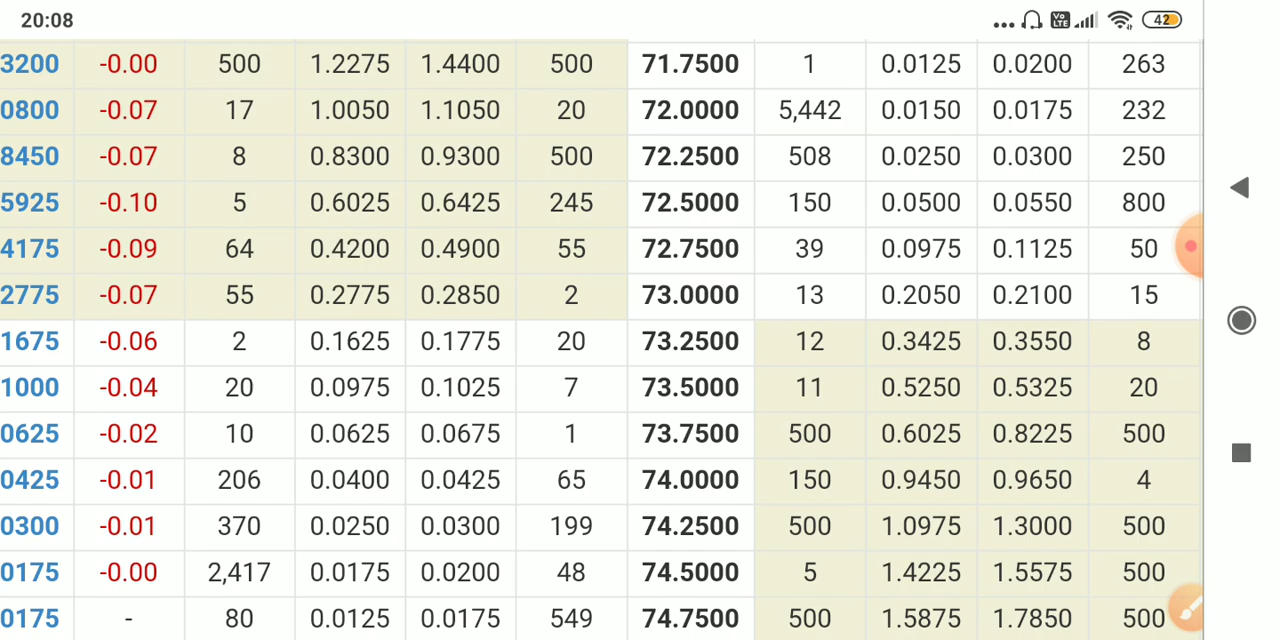 20:08 ... Vo LTE 42
3200 -0.00 500 1.2275 1.4400 500 71.7500 1 0.0125 0.0200 263
0800 -0.07 17 1.0050 1.1050 20 72.0000 5,442 0.0150 0.0175 232
8450 -0.07 8 0.8300 0.9300 500 72.2500 508 0.0250 0.0300 250
5925 -0.10 5 0.6025 0.6425 245 72.5000 150 0.0500 0.0550 800
4175 -0.09 64 0.4200 0.4900 55 72.7500 39 0.0975 0.1125 50
2775 -0.07 55 0.2775 0.2850 2 73.0000 13 0.2050 0.2100 15
1675 -0.06 2 0.1625 0.1775 20 73.2500 12 0.3425 0.3550 8
1000 -0.04 20 0.0975 0.1025 7 73.5000 11 0.5250 0.5325 20
0625 -0.02 10 0.0625 0.0675 1 73.7500 500 0.6025 0.8225 500
0425 -0.01 206 0.0400 0.0425 65 74.0000 150 0.9450 0.9650 4
0300 -0.01 370 0.0250 0.0300 199 74.2500 500 1.0975 1.3000 500
0175 -0.00 2,417 0.0175 0.0200 48 74.5000 5 1.4225 1.5575 500
0175 - 80 0.0125 0.0175 549 74.7500 500 1.5875 1.7850 500